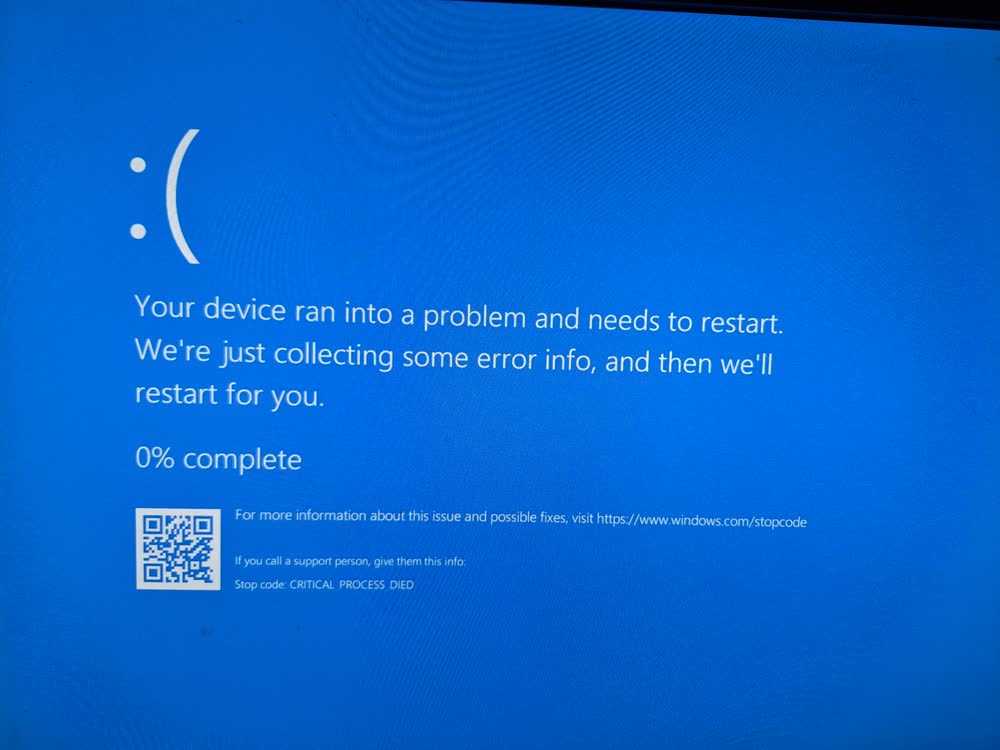 :(
Your device ran into a problem and needs to restart.
We're just collecting some error info, and then we'll
restart for you.
0% complete
For more information about this issue and possible fixes, visit https://www.windows.com/stopcode
If you call a support person, give them this info:
Stop code: CRITICAL_PROCESS_DIED